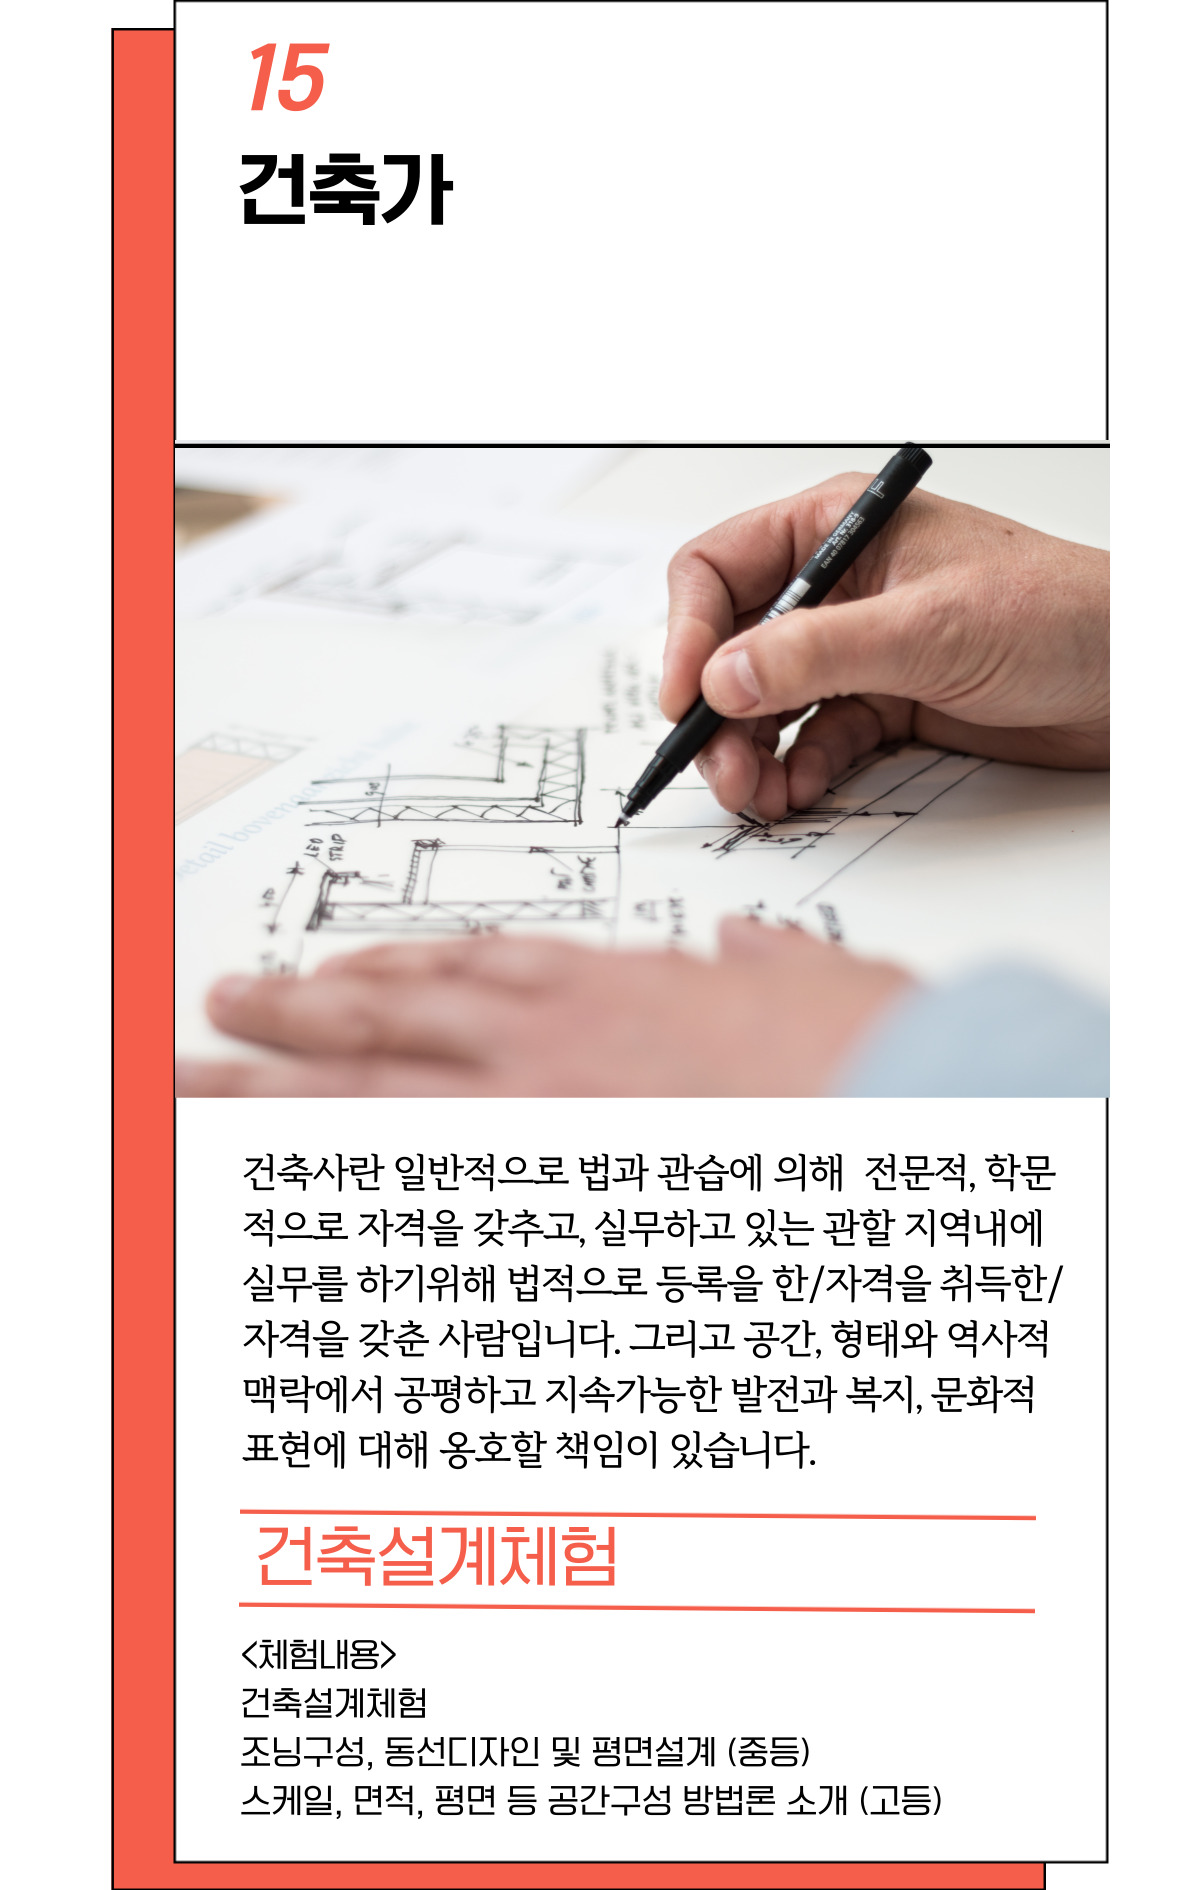 15
건축가
MADE IN GERMANY
LED
STRIP
retail bovenaanzicht
건축사란 일반적으로 법과 관습에 의해 전문적, 학문
적으로 자격을 갖추고, 실무하고 있는 관할 지역내에
실무를 하기위해 법적으로 등록을 한/자격을 취득한/
자격을 갖춘 사람입니다. 그리고 공간, 형태와 역사적
맥락에서 공평하고 지속가능한 발전과 복지, 문화적
표현에 대해 옹호할 책임이 있습니다.
건축설계체험
<체험내용>
건축설계체험
조닝구성, 동선디자인 및 평면설계 (중등)
스케일, 면적, 평면 등 공간구성 방법론 소개 (고등)